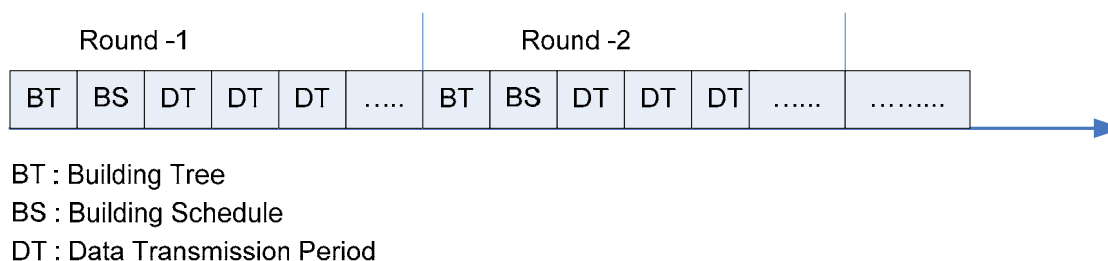 Round -1 Round -2
BT BS DT DT DT ..... BT BS DT DT DT ...... .........
BT : Building Tree
BS : Building Schedule
DT : Data Transmission Period